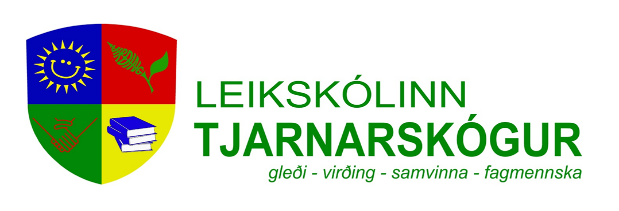 LEIKSKÓLINN
TJARNARSKÓGUR
gleði - virðing - samvinna - fagmennska